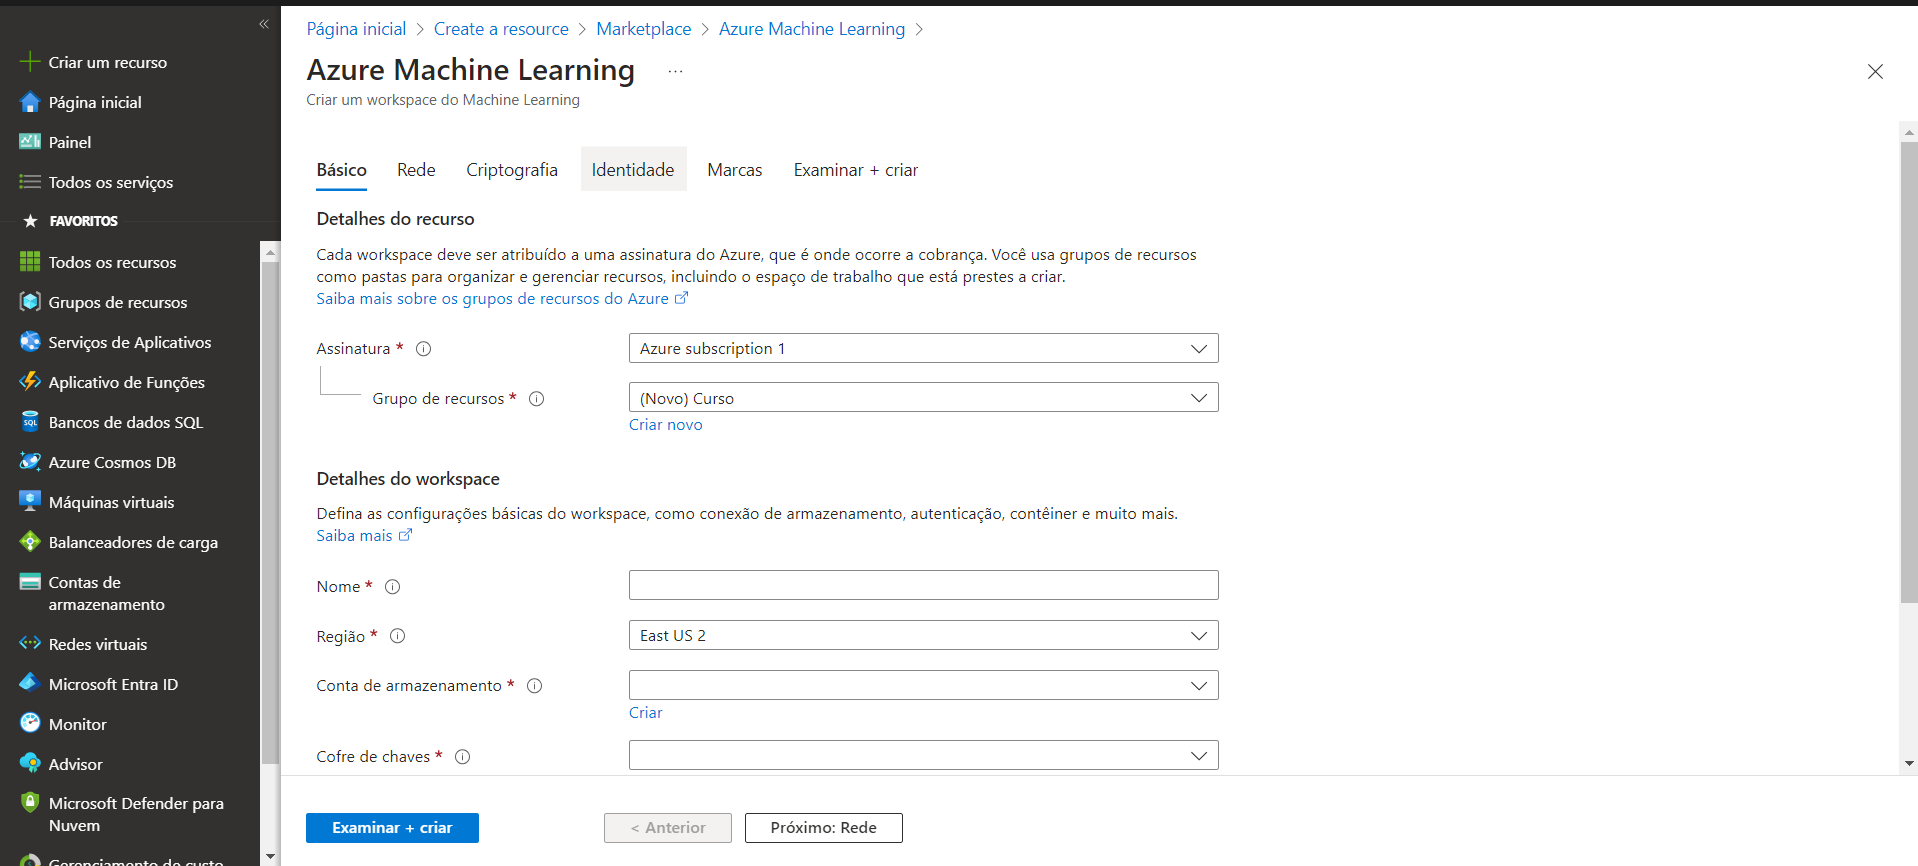 «
Criar um recurso
Página inicial
Painel
Todos os serviços
FAVORITOS
Todos os recursos
Grupos de recursos
Serviços de Aplicativos
Aplicativo de Funções
Bancos de dados SQL
Azure Cosmos DB
Máquinas virtuais
Balanceadores de carga
Contas de
armazenamento
Redes virtuais
Microsoft Entra ID
Monitor
Advisor
Microsoft Defender para
Nuvem
Gerenciamento de custo
Página inicial > Create a resource > Marketplace > Azure Machine Learning >
Azure Machine Learning ...
Criar um workspace do Machine Learning
Básico Rede Criptografia Identidade Marcas Examinar + criar
Detalhes do recurso
Cada workspace deve ser atribuído a uma assinatura do Azure, que é onde ocorre a cobrança. Você usa grupos de recursos
como pastas para organizar e gerenciar recursos, incluindo o espaço de trabalho que está prestes a criar.
Saiba mais sobre os grupos de recursos do Azure
Assinatura * Azure subscription 1
Grupo de recursos * (Novo) Curso
Criar novo
Detalhes do workspace
Defina as configurações básicas do workspace, como conexão de armazenamento, autenticação, contêiner e muito mais.
Saiba mais
Nome *
Região * East US 2
Conta de armazenamento *
Criar
Cofre de chaves *
Examinar + criar < Anterior Próximo: Rede